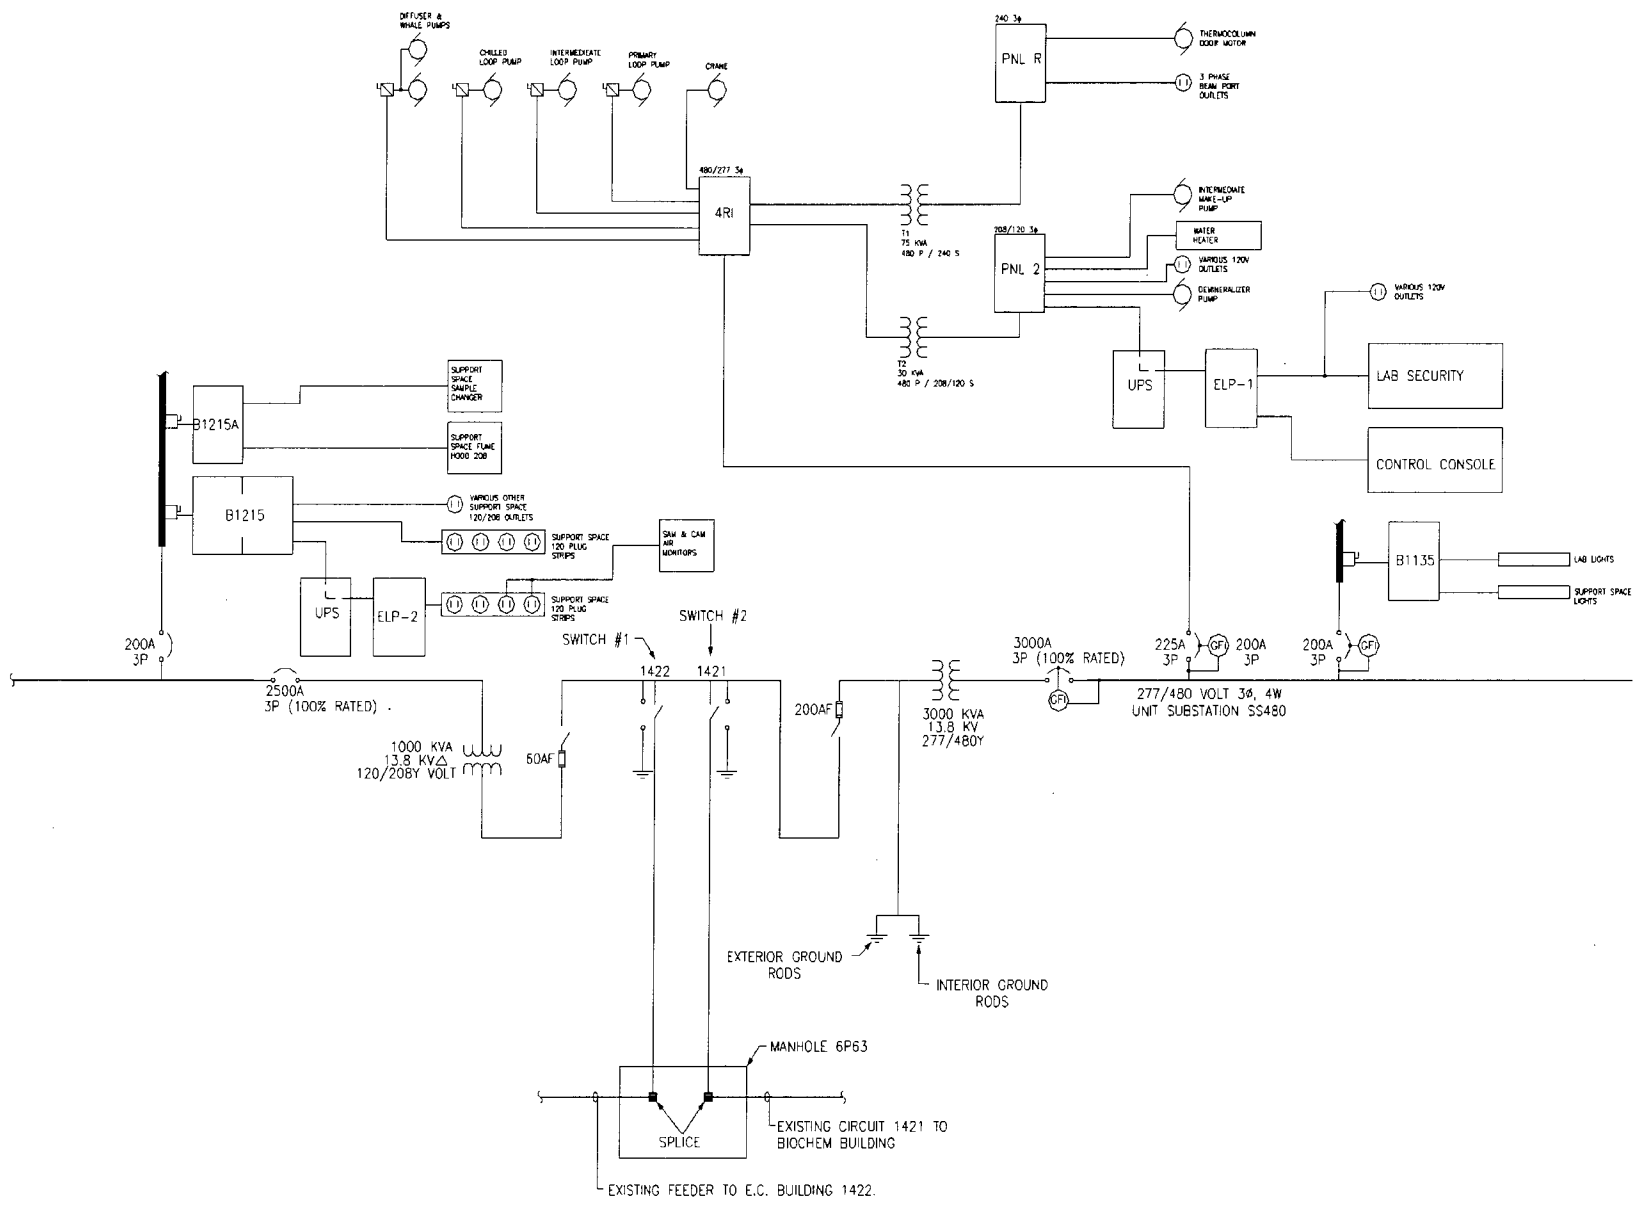 DIFFUSER &
WHALE PUMPS
CHILLED
LOOP PUMP
INTERMEDIATE
LOOP PUMP
PRIMARY
LOOP PUMP
CRANE
480/277 3ø
4RI
240 3ø
PNL R
THERMOCOLUMN
DOOR MOTOR
3 PHASE
BEAM PORT
OUTLETS
T1
75 KVA
480 P / 240 S
208/120 3ø
PNL 2
INTERMEDIATE
MAKE-UP
PUMP
WATER
HEATER
VARIOUS 120V
OUTLETS
DEMINERALIZER
PUMP
T2
30 KVA
480 P / 208/120 S
UPS
ELP-1
VARIOUS 120V
OUTLETS
LAB SECURITY
CONTROL CONSOLE
B1215A
SUPPORT
SPACE
SAMPLE
CHANGER
SUPPORT
SPACE FUME
HOOD 208
B1215
VARIOUS OTHER
SUPPORT SPACE
120/208 OUTLETS
SUPPORT SPACE
120 PLUG
STRIPS
SAM & CAM
AIR
MONITORS
UPS
ELP-2
SUPPORT SPACE
120 PLUG
STRIPS
B1135
LAB LIGHTS
SUPPORT SPACE
LIGHTS
200A
3P
2500A
3P (100% RATED)
SWITCH #1
SWITCH #2
1422
1421
1000 KVA
13.8 KV△
120/208Y VOLT
60AF
200AF
3000 KVA
13.8 KV
277/480Y
3000A
3P (100% RATED)
GFI
225A
3P
GFI
200A
3P
200A
3P
GFI
277/480 VOLT 3ø, 4W
UNIT SUBSTATION SS480
EXTERIOR GROUND
RODS
INTERIOR GROUND
RODS
MANHOLE 6P63
SPLICE
EXISTING CIRCUIT 1421 TO
BIOCHEM BUILDING
EXISTING FEEDER TO E.C. BUILDING 1422.